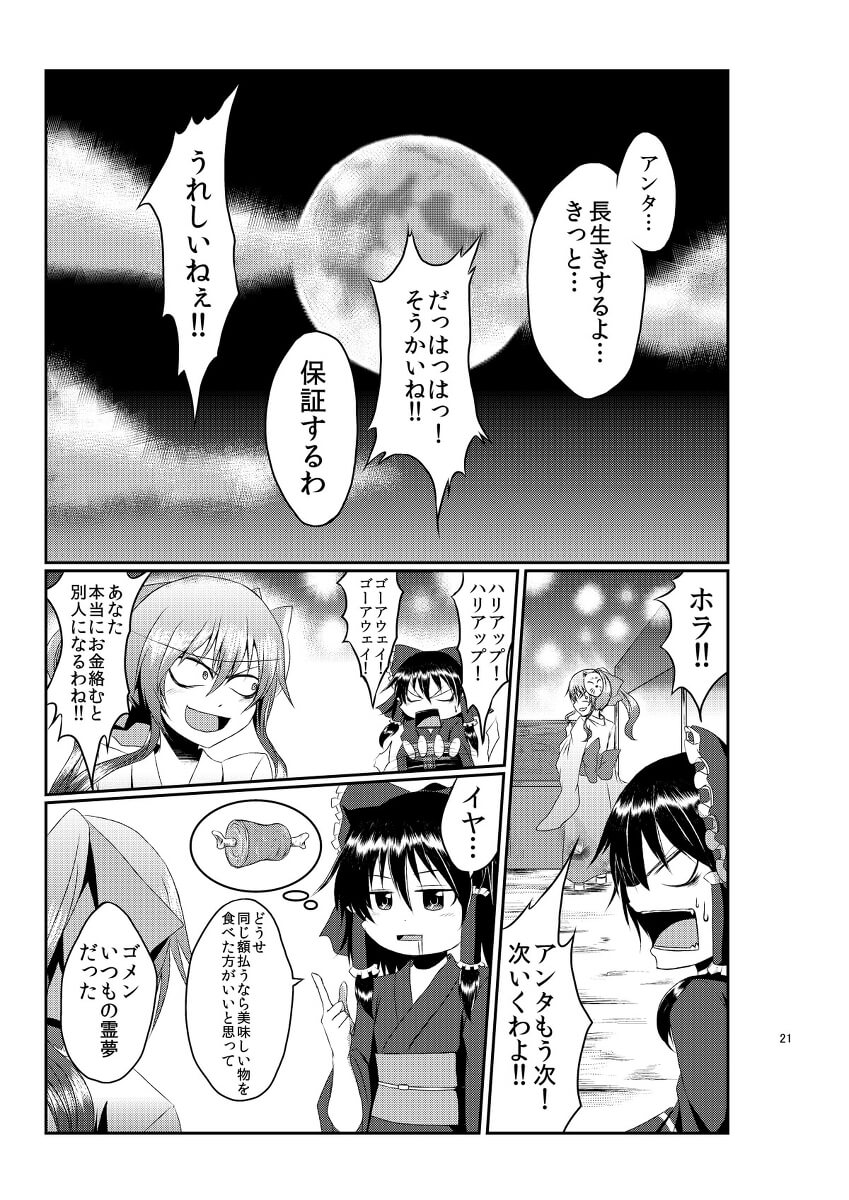 アンタ…
長生きするよ…
きっと…
だっはっはっ！
そうかいね!!
保証するわ
うれしいねぇ!!
ホラ!!
アンタもう次！
次いくわよ!!
ハリアップ！
ハリアップ！
ゴーアウェイ！
ゴーアウェイ！
あなた
本当にお金絡むと
別人になるわね!!
イヤ…
どうせ
同じ額払うなら美味しい物を
食べた方がいいと思って
ゴメン
いつもの霊夢
だった
21